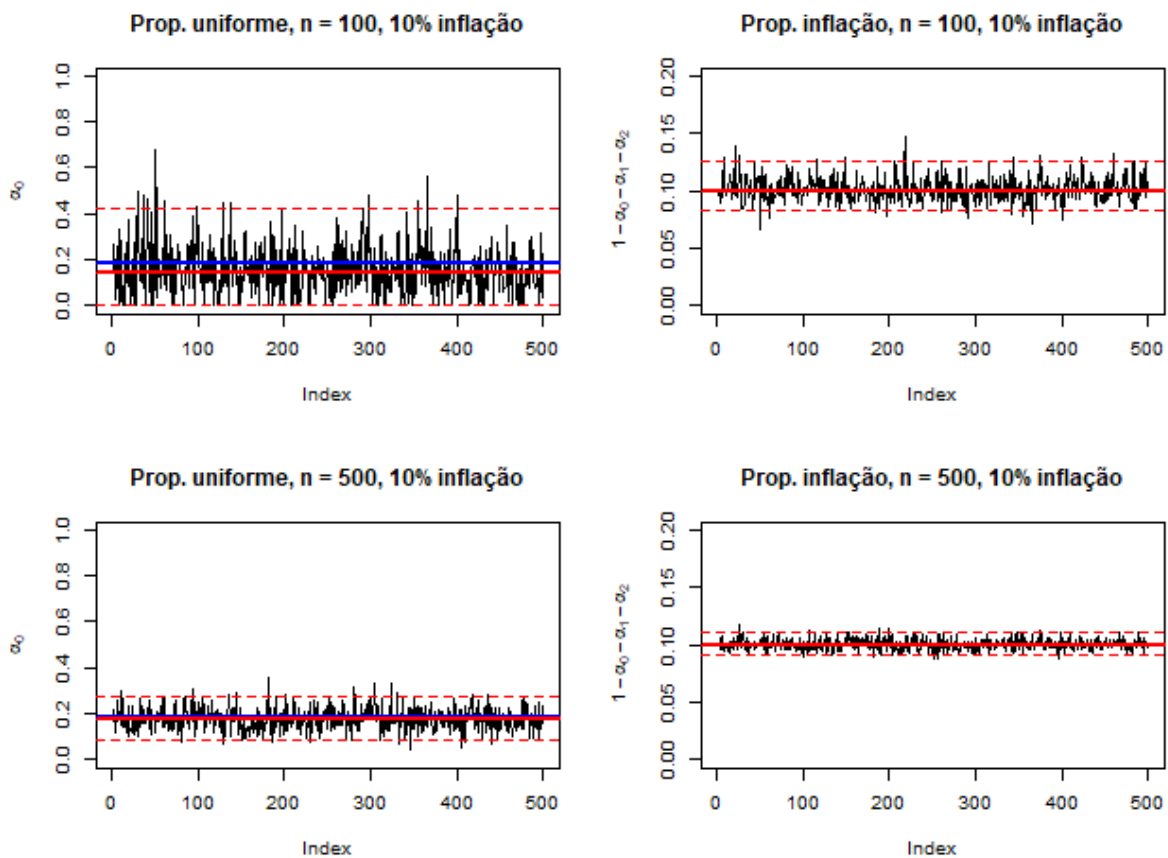 Prop. uniforme, n = 100, 10% inflação
α₀
1.0
0.8
0.6
0.4
0.2
0.0
0 100 200 300 400 500
Index
Prop. inflação, n = 100, 10% inflação
1 − α₀ − α₁ − α₂
0.20
0.15
0.10
0.05
0.00
0 100 200 300 400 500
Index
Prop. uniforme, n = 500, 10% inflação
α₀
1.0
0.8
0.6
0.4
0.2
0.0
0 100 200 300 400 500
Index
Prop. inflação, n = 500, 10% inflação
1 − α₀ − α₁ − α₂
0.20
0.15
0.10
0.05
0.00
0 100 200 300 400 500
Index